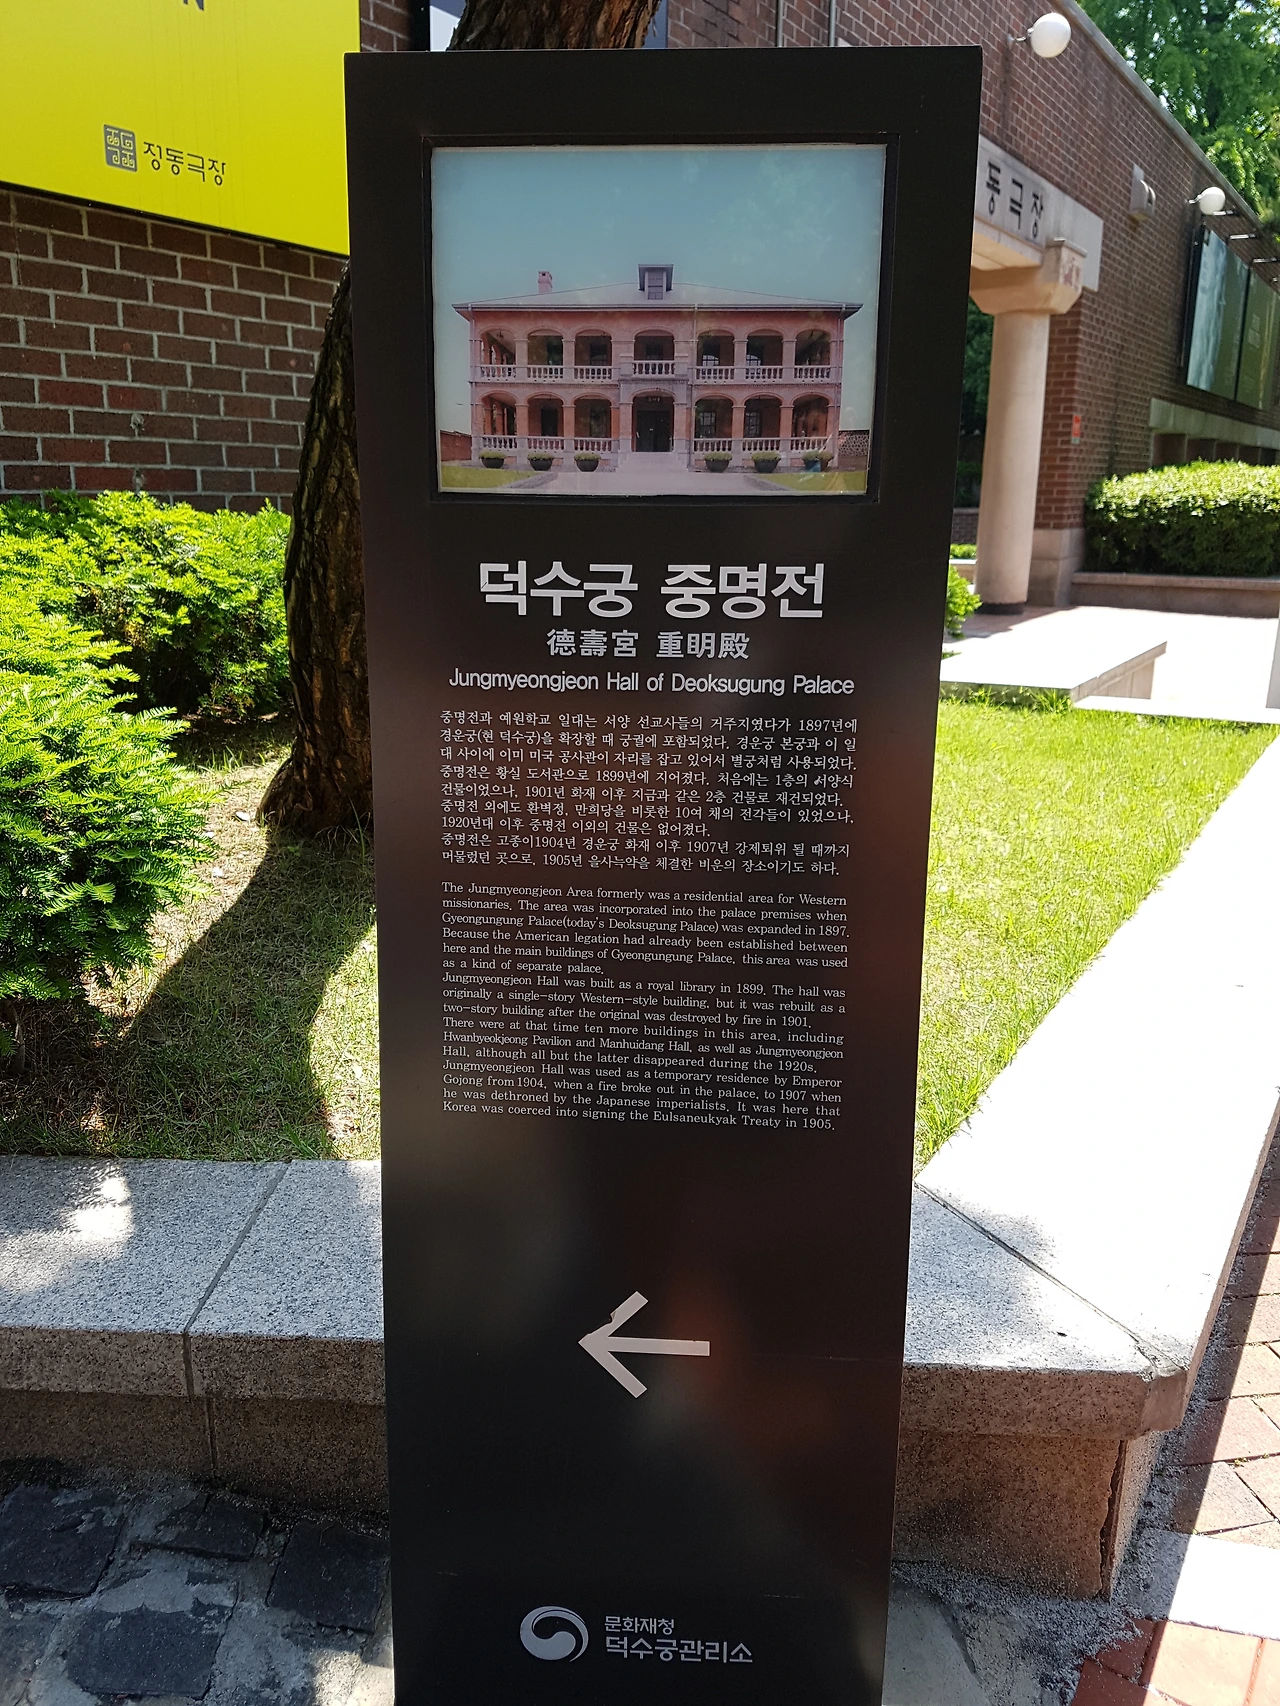 N
정동극장
동극장
덕수궁 중명전
德壽宮 重明殿
Jungmyeongjeon Hall of Deoksugung Palace
중명전과 예원학교 일대는 서양 선교사들의 거주지였다가 1897년에
경운궁(현 덕수궁)을 확장할 때 궁궐에 포함되었다. 경운궁 본궁과 이 일
대 사이에 이미 미국 공사관이 자리를 잡고 있어서 별궁처럼 사용되었다.
중명전은 황실 도서관으로 1899년에 지어졌다. 처음에는 1층의 서양식
건물이었으나, 1901년 화재 이후 지금과 같은 2층 건물로 재건되었다.
중명전 외에도 환벽정, 만희당을 비롯한 10여 채의 전각들이 있었으나,
1920년대 이후 중명전 이외의 건물은 없어졌다.
중명전은 고종이1904년 경운궁 화재 이후 1907년 강제퇴위 될 때까지
머물렀던 곳으로, 1905년 을사늑약을 체결한 비운의 장소이기도 하다.
The Jungmyeongjeon Area formerly was a residential area for Western
missionaries. The area was incorporated into the palace premises when
Gyeongungung Palace(today's Deoksugung Palace) was expanded in 1897.
Because the American legation had already been established between
here and the main buildings of Gyeongungung Palace, this area was used
as a kind of separate palace.
Jungmyeongjeon Hall was built as a royal library in 1899. The hall was
originally a single-story Western-style building, but it was rebuilt as a
two-story building after the original was destroyed by fire in 1901.
There were at that time ten more buildings in this area, including
Hwanbyeokjeong Pavilion and Manhuidang Hall, as well as Jungmyeongjeon
Hall, although all but the latter disappeared during the 1920s.
Jungmyeongjeon Hall was used as a temporary residence by Emperor
Gojong from 1904, when a fire broke out in the palace, to 1907 when
he was dethroned by the Japanese imperialists. It was here that
Korea was coerced into signing the Eulsaneukyak Treaty in 1905.
문화재청
덕수궁관리소